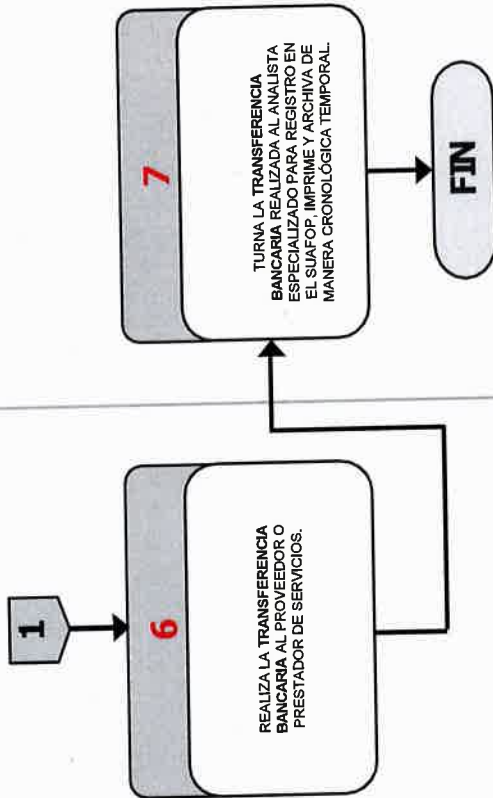 1
6
REALIZA LA TRANSFERENCIA
BANCARIA AL PROVEEDOR O
PRESTADOR DE SERVICIOS.
7
TURNA LA TRANSFERENCIA
BANCARIA REALIZADA AL ANALISTA
ESPECIALIZADO PARA REGISTRO EN
EL SUAFOP, IMPRIME Y ARCHIVA DE
MANERA CRONOLÓGICA TEMPORAL.
FIN